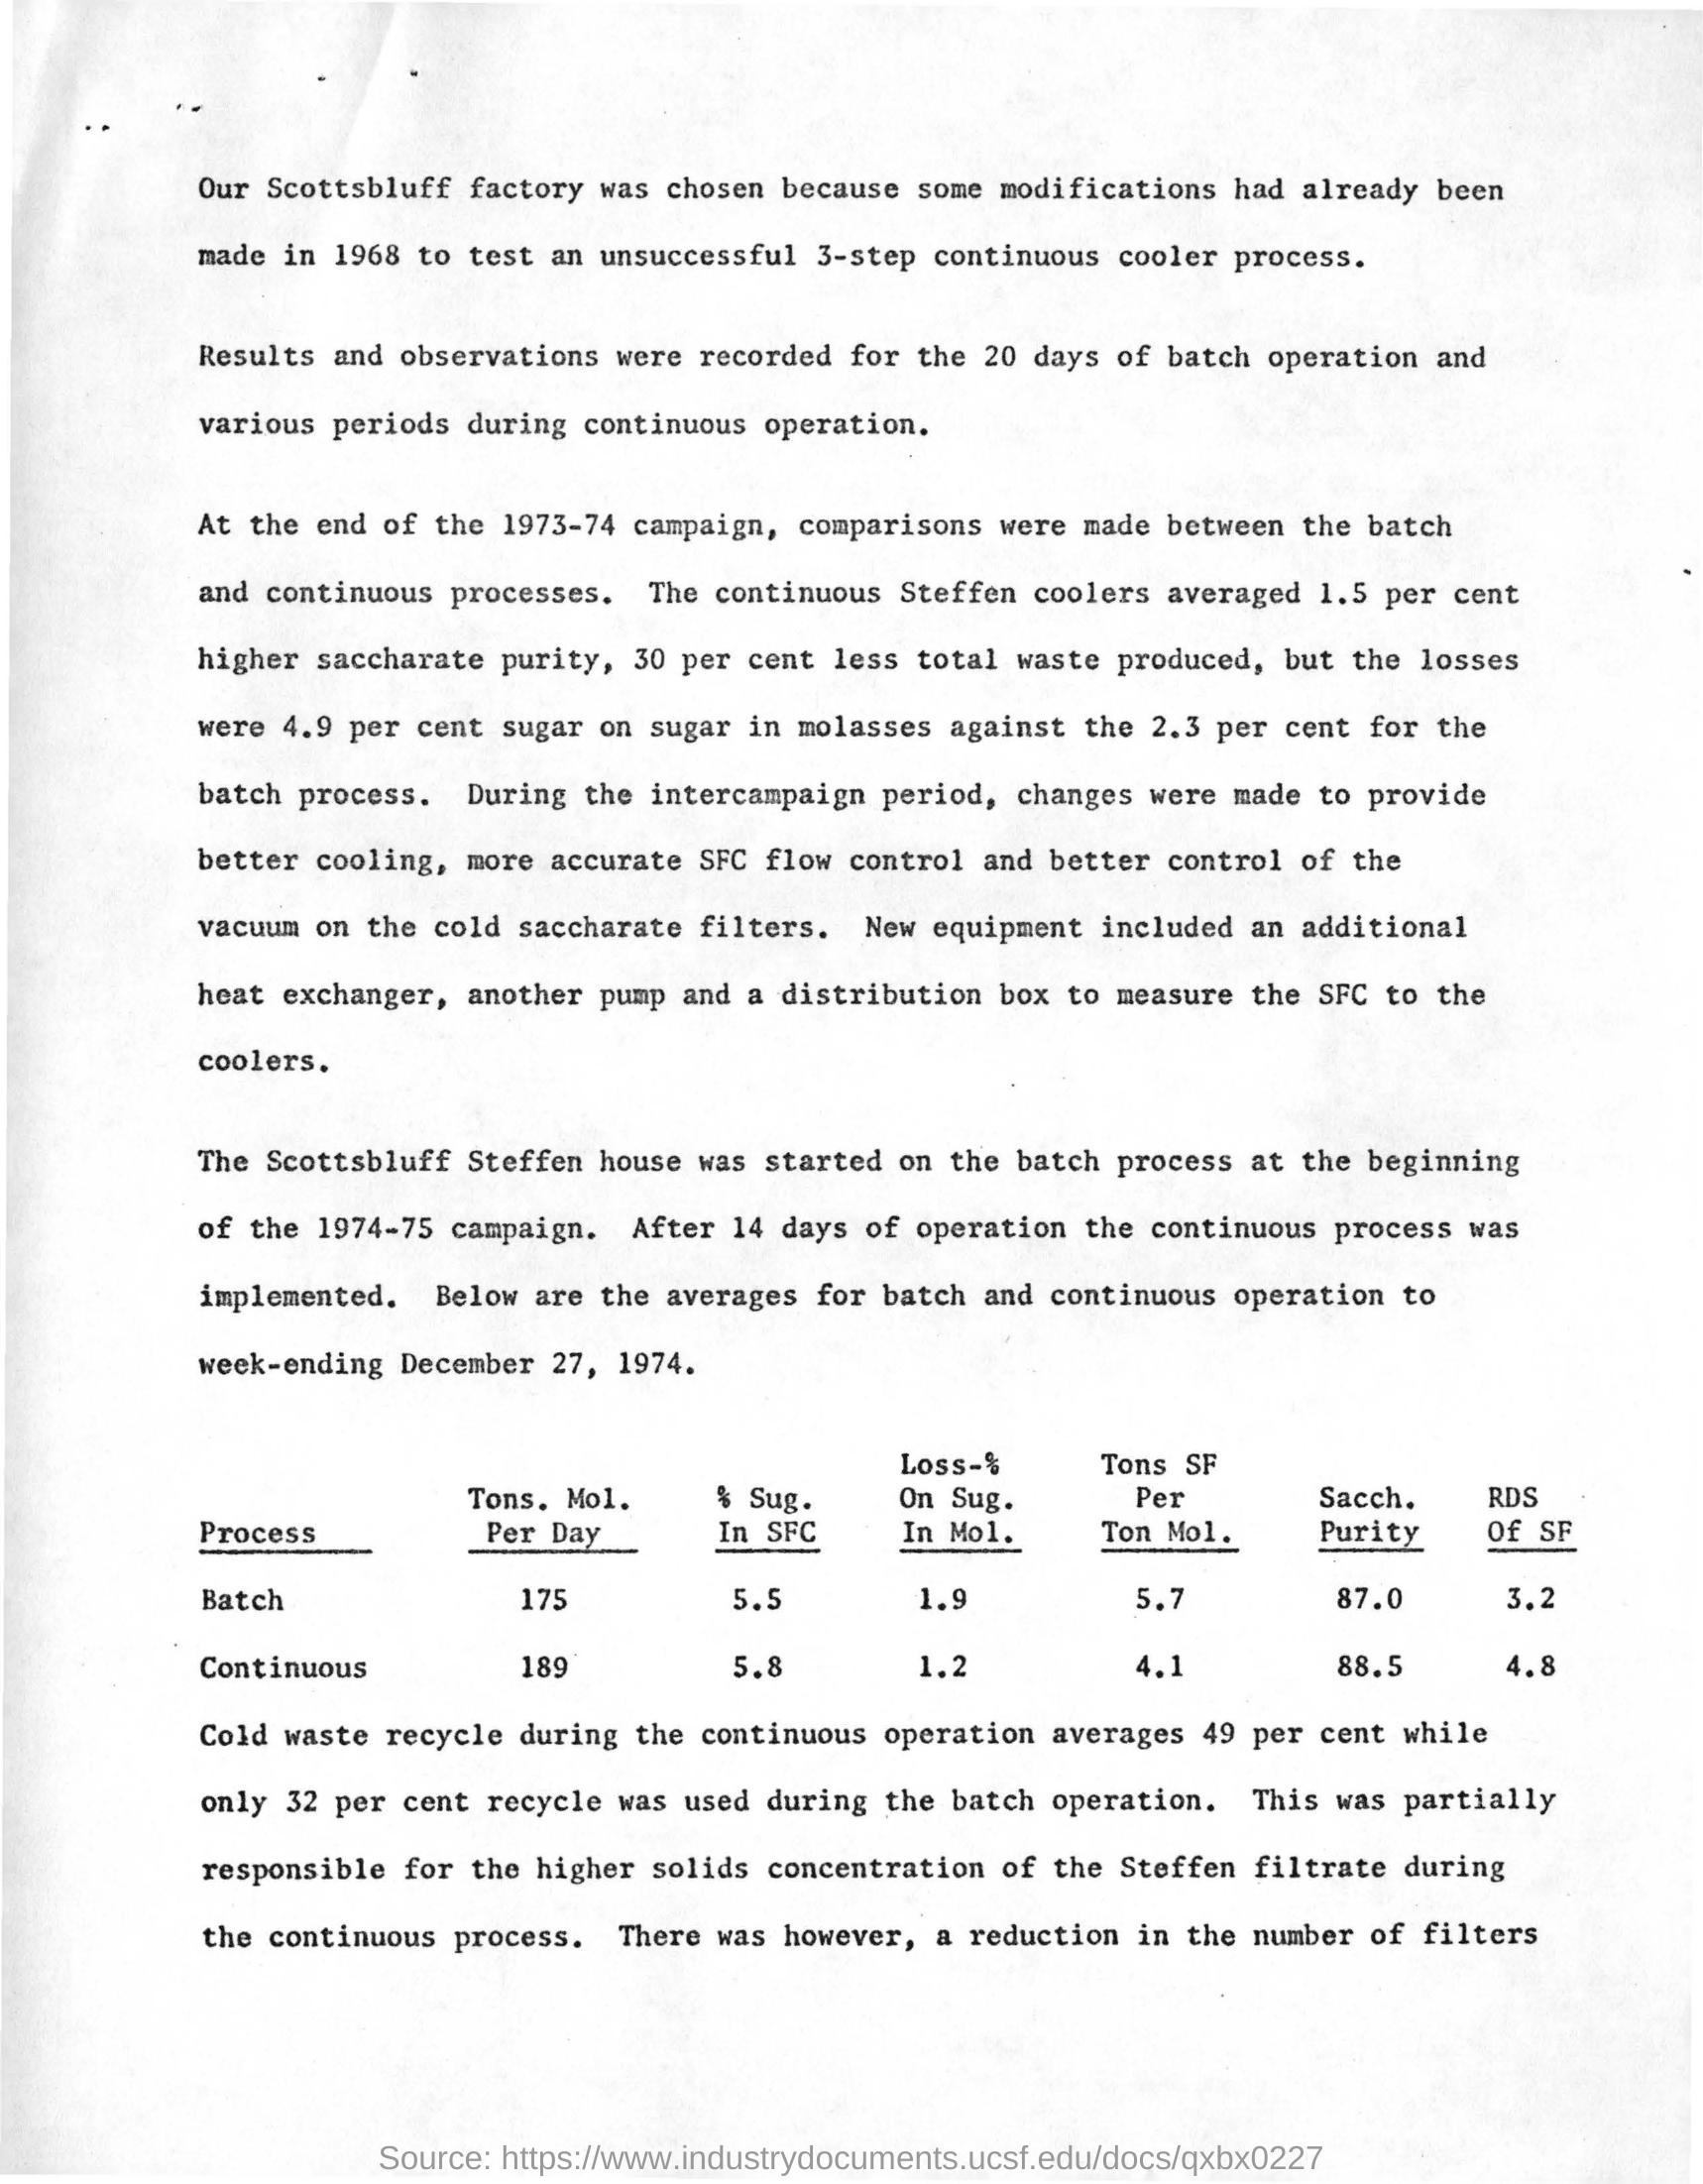 Our Scottsbluff factory was chosen because some modifications had already been
made in 1968 to test an unsuccessful 3-step continuous cooler process.
Results and observations were recorded for the 20 days of batch operation and
various periods during continuous operation.
At the end of the 1973-74 campaign, comparisons were made between the batch
and continuous processes. The continuous Steffen coolers averaged 1.5 per cent
higher saccharate purity, 30 per cent less total waste produced, but the losses
were 4.9 per cent sugar on sugar in molasses against the 2.3 per cent for the
batch process. During the intercampaign period, changes were made to provide
better cooling, more accurate SFC flow control and better control of the
vacuum on the cold saccharate filters. New equipment included an additional
heat exchanger, another pump and a distribution box to measure the SFC to the
coolers.
The Scottsbluff Steffen house was started on the batch process at the beginning
of the 1974-75 campaign. After 14 days of operation the continuous process was
implemented. Below are the averages for batch and continuous operation to
week-ending December 27, 1974.
Loss-% Tons SF
Tons. Mol. % Sug. On Sug. Per Sacch. RDS
Process Per Day In SFC In Mol. Ton Mol. Purity Of SF
Batch 175 5.5 1.9 5.7 87.0 3.2
Continuous 189 5.8 1.2 4.1 88.5 4.8
Cold waste recycle during the continuous operation averages 49 per cent while
only 32 per cent recycle was used during the batch operation. This was partially
responsible for the higher solids concentration of the Steffen filtrate during
the continuous process. There was however, a reduction in the number of filters
Source: https://www.industrydocuments.ucsf.edu/docs/qxbx0227